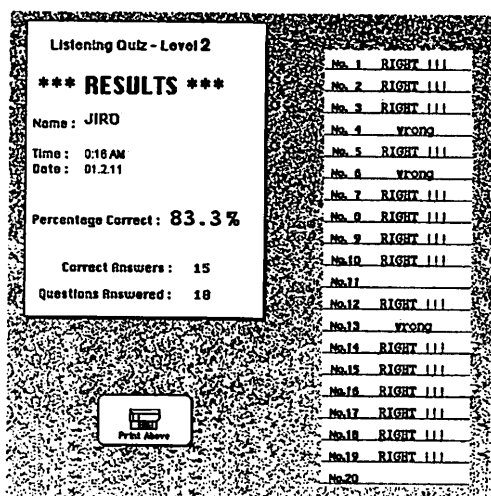 Listening Quiz - Level 2
*** RESULTS ***
Name : JIRO
Time : 0:16 AM
Date : 01.2.11
Percentage Correct : 83.3%
Correct Answers : 15
Questions Answered : 18
Print Above
No. 1 RIGHT !!!
No. 2 RIGHT !!!
No. 3 RIGHT !!!
No. 4 wrong
No. 5 RIGHT !!!
No. 6 wrong
No. 7 RIGHT !!!
No. 8 RIGHT !!!
No. 9 RIGHT !!!
No.10 RIGHT !!!
No.11
No.12 RIGHT !!!
No.13 wrong
No.14 RIGHT !!!
No.15 RIGHT !!!
No.16 RIGHT !!!
No.17 RIGHT !!!
No.18 RIGHT !!!
No.19 RIGHT !!!
No.20